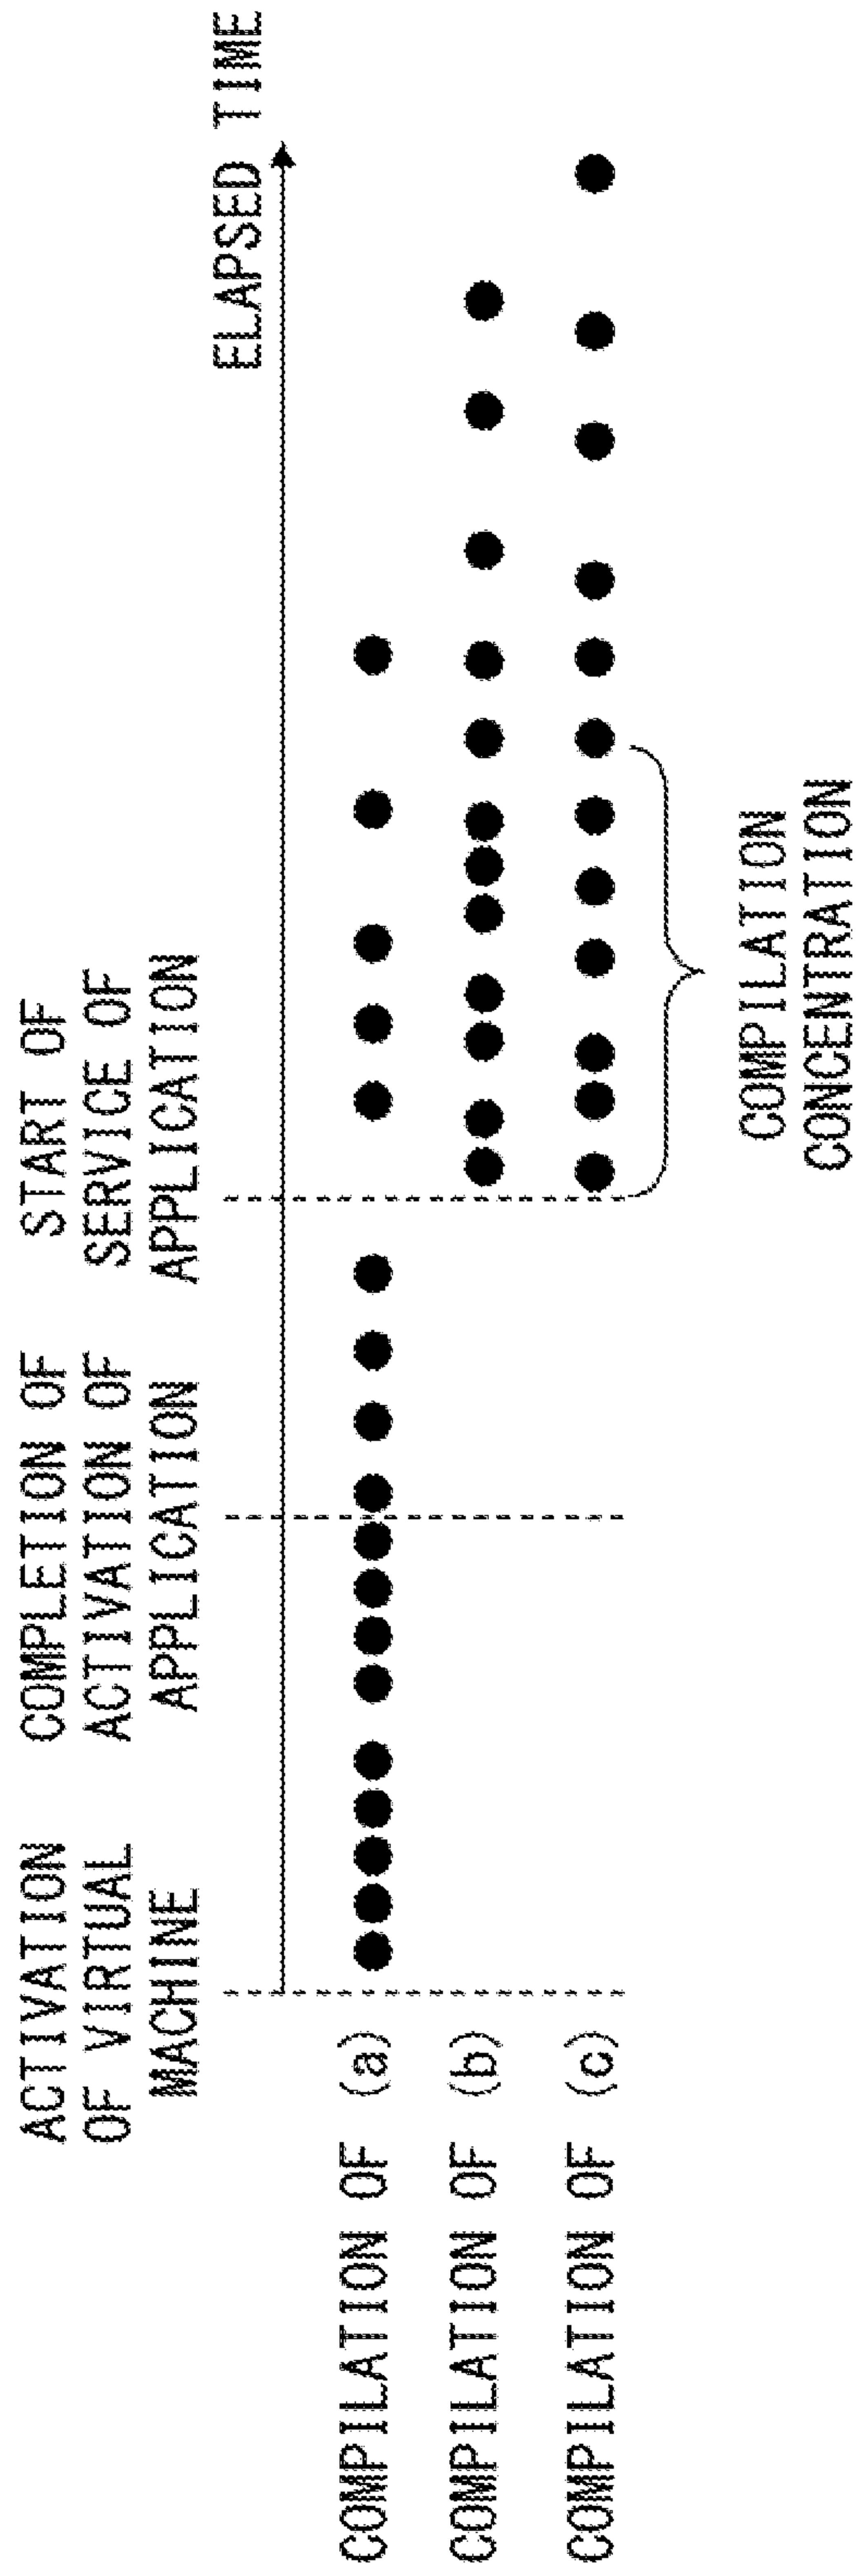 ACTIVATION
OF VIRTUAL
MACHINE
COMPLETION OF
ACTIVATION OF
APPLICATION
START OF
SERVICE OF
APPLICATION
ELAPSED TIME
COMPILATION OF (a)
COMPILATION OF (b)
COMPILATION OF (c)
COMPILATION
CONCENTRATION